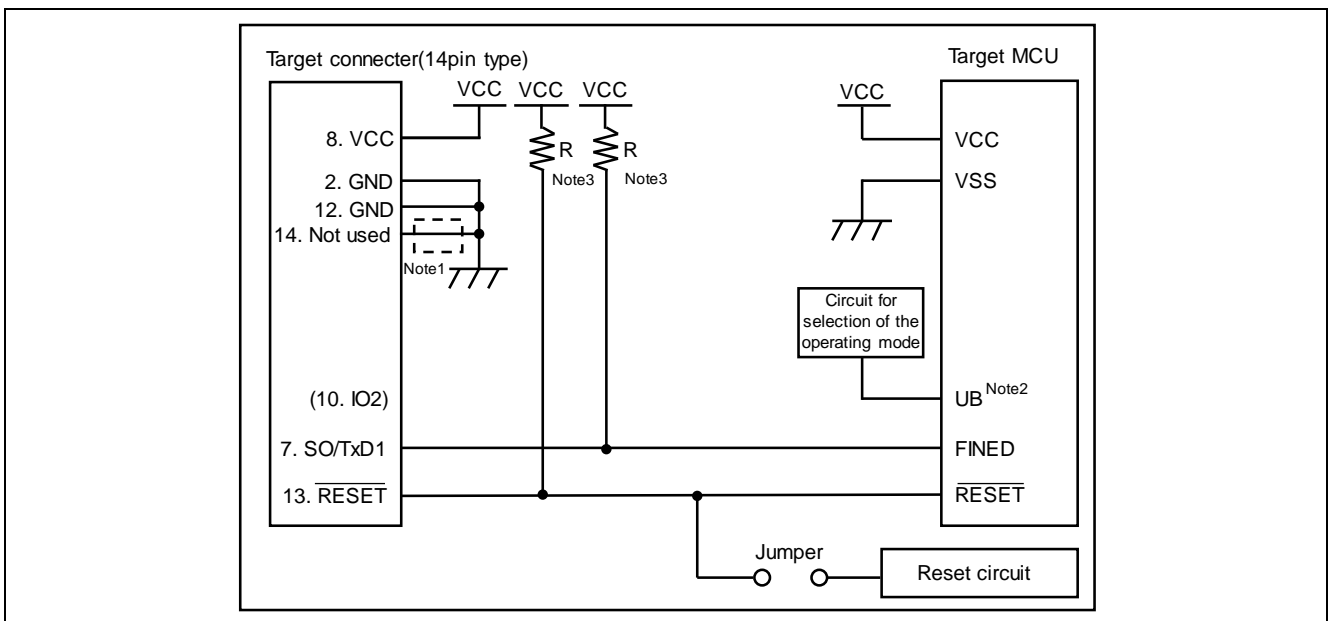 Target connecter(14pin type)
Target MCU
VCC VCC VCC
VCC
8. VCC
R
R
VCC
2. GND
Note3
Note3
VSS
12. GND
14. Not used
Note1
Circuit for
selection of the
operating mode
(10. IO2)
UB Note2
7. SO/TxD1
FINED
13. RESET
RESET
Jumper
Reset circuit